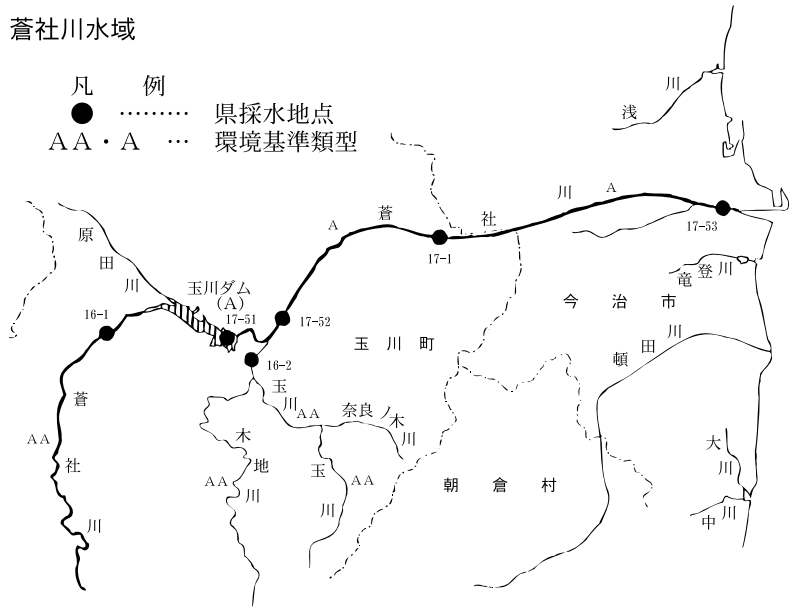 蒼社川水域
凡 例
● ……… 県採水地点
AA・A … 環境基準類型
浅川
蒼社川
A
A
17-53
17-1
原田川
玉川ダム
(A)
16-1
17-51
17-52
16-2
竜登川
今治市
玉川町
頓田川
蒼社川
AA
玉川
AA
奈良ノ木川
木地川
AA
玉川
AA
朝倉村
大川
中川